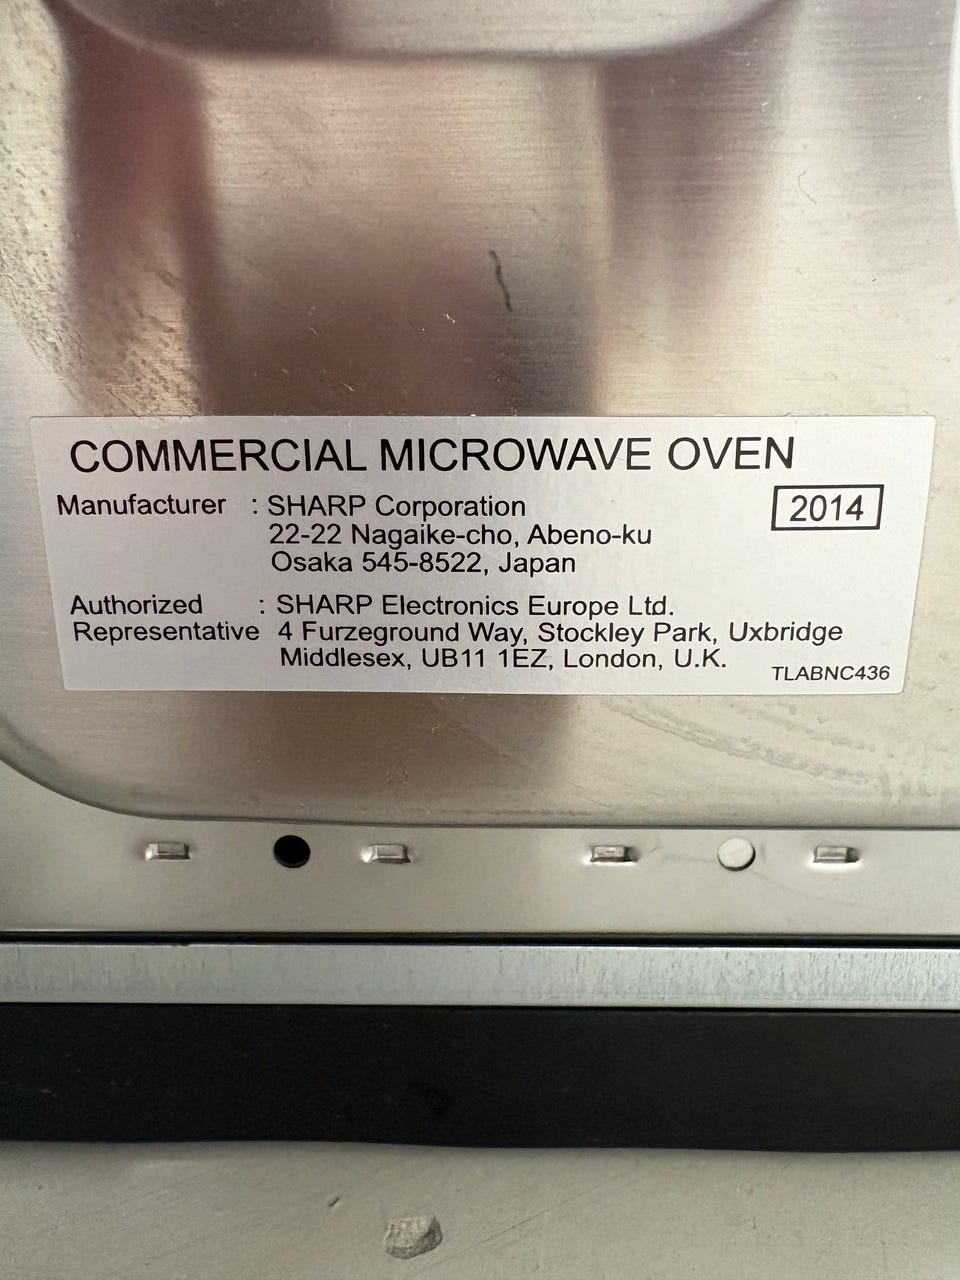 COMMERCIAL MICROWAVE OVEN
Manufacturer : SHARP Corporation
2014
22-22 Nagaike-cho, Abeno-ku
Osaka 545-8522, Japan
Authorized : SHARP Electronics Europe Ltd.
Representative 4 Furzeground Way, Stockley Park, Uxbridge
Middlesex, UB11 1EZ, London, U.K.
TLABNC436